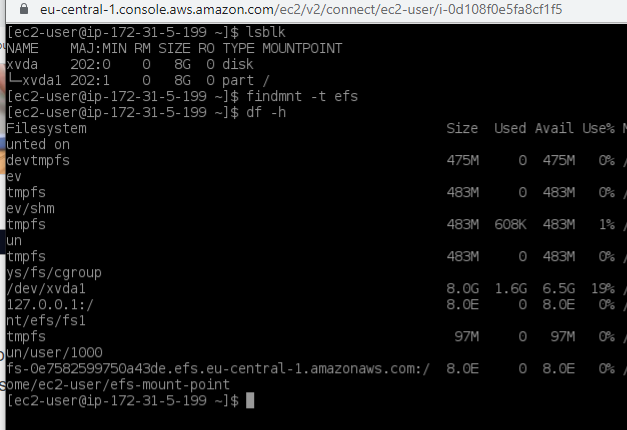 eu-central-1.console.aws.amazon.com/ec2/v2/connect/ec2-user/i-0d108f0e5fa8cf1f5
[ec2-user@ip-172-31-5-199 ~]$ lsblk
NAME    MAJ:MIN RM SIZE RO TYPE MOUNTPOINT
xvda    202:0    0   8G  0 disk
└─xvda1 202:1    0   8G  0 part /
[ec2-user@ip-172-31-5-199 ~]$ findmnt -t efs
[ec2-user@ip-172-31-5-199 ~]$ df -h
Filesystem                                          Size  Used Avail Use% M
unted on
devtmpfs                                            475M     0  475M   0% /
ev
tmpfs                                               483M     0  483M   0% /
ev/shm
tmpfs                                               483M  608K  483M   1% /
un
tmpfs                                               483M     0  483M   0% /
ys/fs/cgroup
/dev/xvda1                                          8.0G  1.6G  6.5G  19% /
127.0.0.1:/                                         8.0E     0  8.0E   0% /
nt/efs/fs1
tmpfs                                                97M     0   97M   0% /
un/user/1000
fs-0e7582599750a43de.efs.eu-central-1.amazonaws.com:/  8.0E     0  8.0E   0% /
ome/ec2-user/efs-mount-point
[ec2-user@ip-172-31-5-199 ~]$